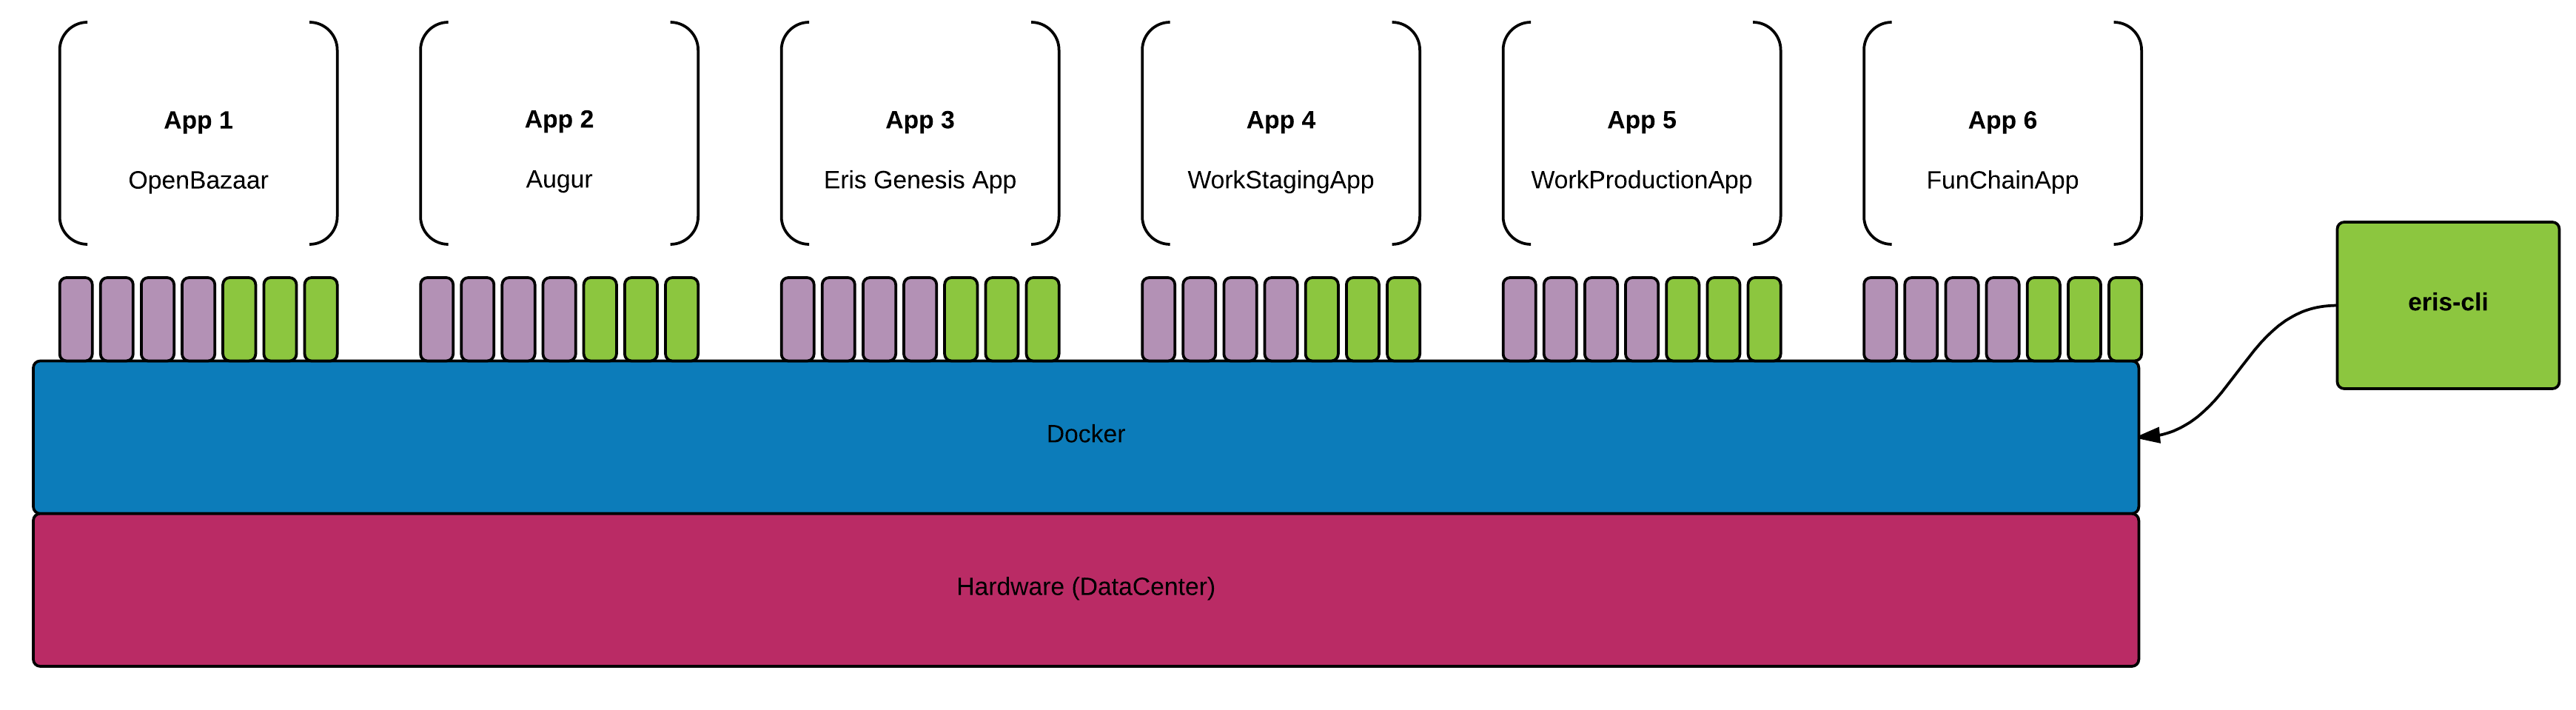 App 1
OpenBazaar
App 2
Augur
App 3
Eris Genesis App
App 4
WorkStagingApp
App 5
WorkProductionApp
App 6
FunChainApp
eris-cli
Docker
Hardware (DataCenter)